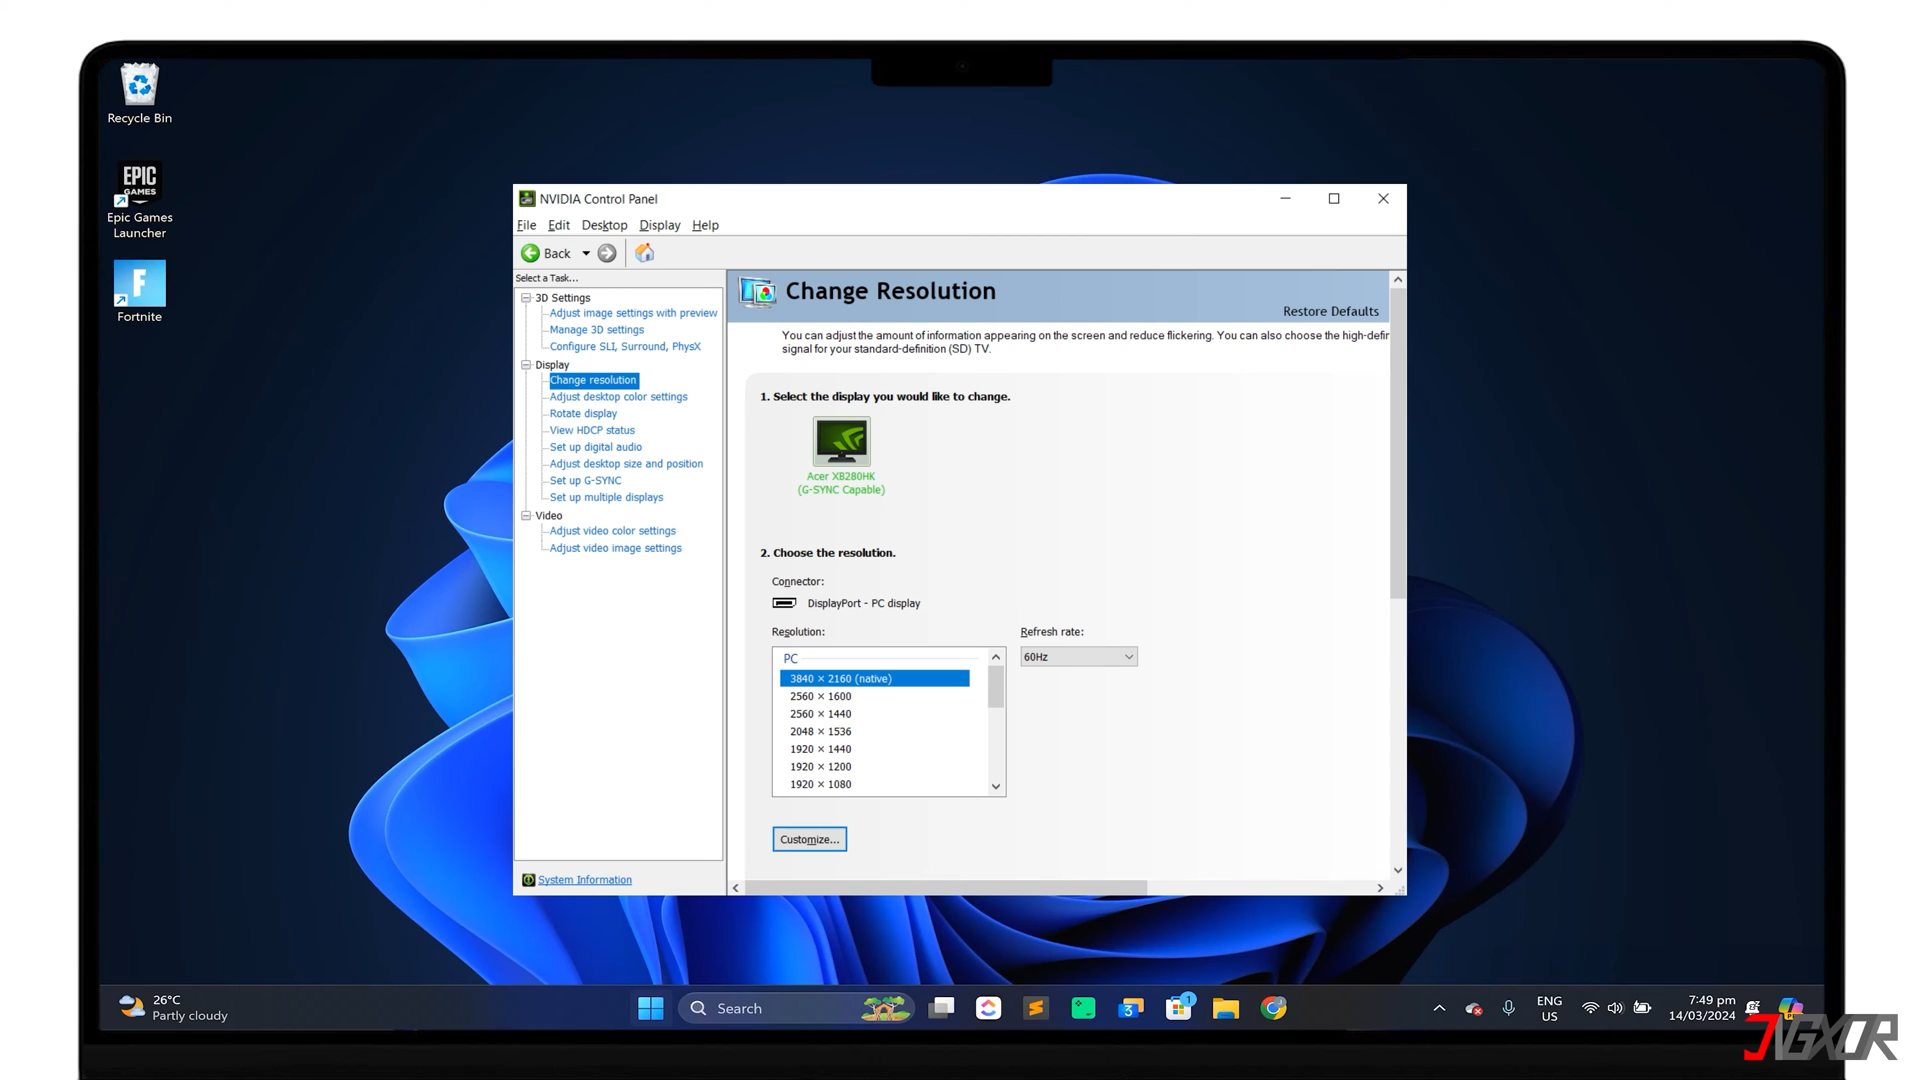 Recycle Bin
EPIC
GAMES
Epic Games
Launcher
F
Fortnite
NVIDIA Control Panel
File Edit Desktop Display Help
Back
Select a Task...
3D Settings
Adjust image settings with preview
Manage 3D settings
Configure SLI, Surround, PhysX
Display
Change resolution
Adjust desktop color settings
Rotate display
View HDCP status
Set up digital audio
Adjust desktop size and position
Set up G-SYNC
Set up multiple displays
Video
Adjust video color settings
Adjust video image settings
System Information
Change Resolution
Restore Defaults
You can adjust the amount of information appearing on the screen and reduce flickering. You can also choose the high-defin
signal for your standard-definition (SD) TV.
1. Select the display you would like to change.
Acer XB280HK
(G-SYNC Capable)
2. Choose the resolution.
Connector:
DisplayPort - PC display
Resolution:
Refresh rate:
PC
60Hz
3840 × 2160 (native)
2560 × 1600
2560 × 1440
2048 × 1536
1920 × 1440
1920 × 1200
1920 × 1080
Customize...
26°C
Partly cloudy
Search
3
1
ENG
US
7:49 pm
14/03/2024
JIGXOR